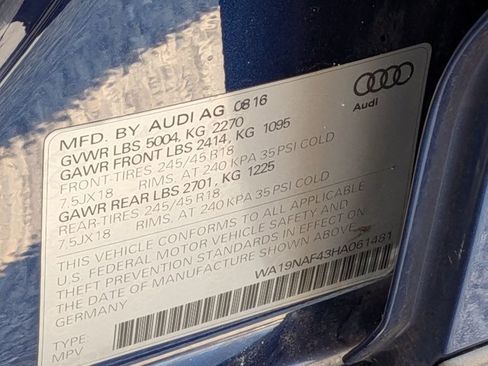 MFD. BY AUDI AG 0816
GVWR LBS 5004, KG 2270
GAWR FRONT LBS 2414, KG 1095
FRONT-TIRES 245/45 R18
7.5JX18 RIMS, AT 240 KPA 35 PSI COLD
GAWR REAR LBS 2701, KG 1225
REAR-TIRES 245/45 R18
7.5JX18 RIMS, AT 240 KPA 35 PSI COLD
THIS VEHICLE CONFORMS TO ALL APPLICABLE
U.S. FEDERAL MOTOR VEHICLE SAFETY AND
THEFT PREVENTION STANDARDS IN EFFECT ON
THE DATE OF MANUFACTURE SHOWN ABOVE.
GERMANY
WA19NAF43HA061481
TYPE
MPV
Audi